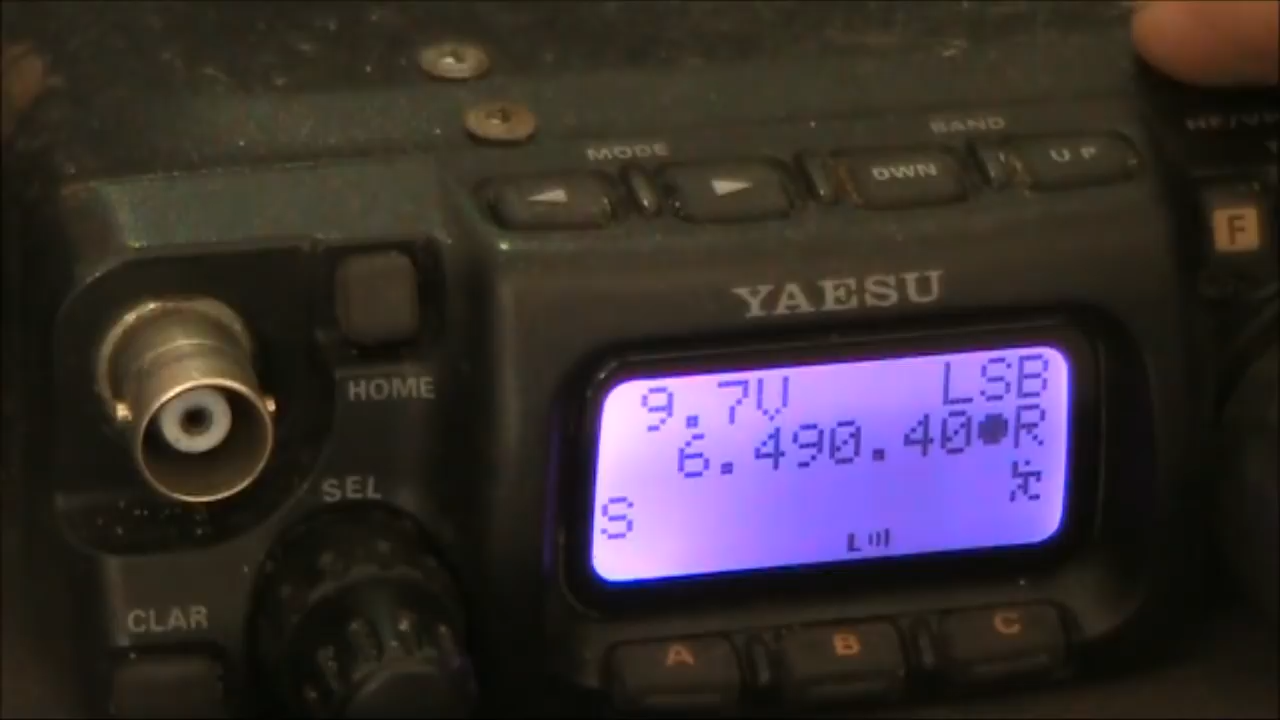 BAND
MODE
DWN
UP
F
YAESU
HOME
9.7V LSB
6.490.40 R
SEL
S
CLAR
A B C